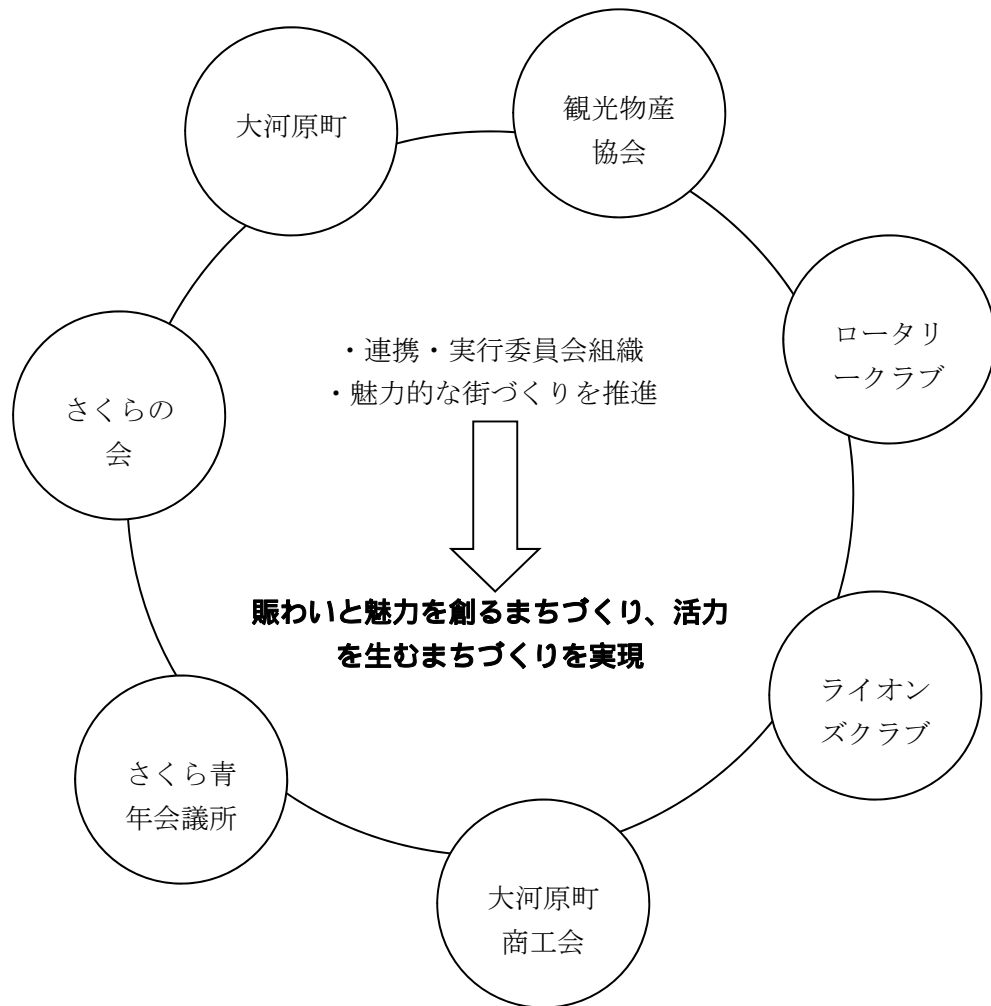 大河原町
観光物産
協会
ロータリ
ークラブ
・連携・実行委員会組織
・魅力的な街づくりを推進
さくらの
会
賑わいと魅力を創るまちづくり、活力
を生むまちづくりを実現
ライオン
ズクラブ
さくら青
年会議所
大河原町
商工会